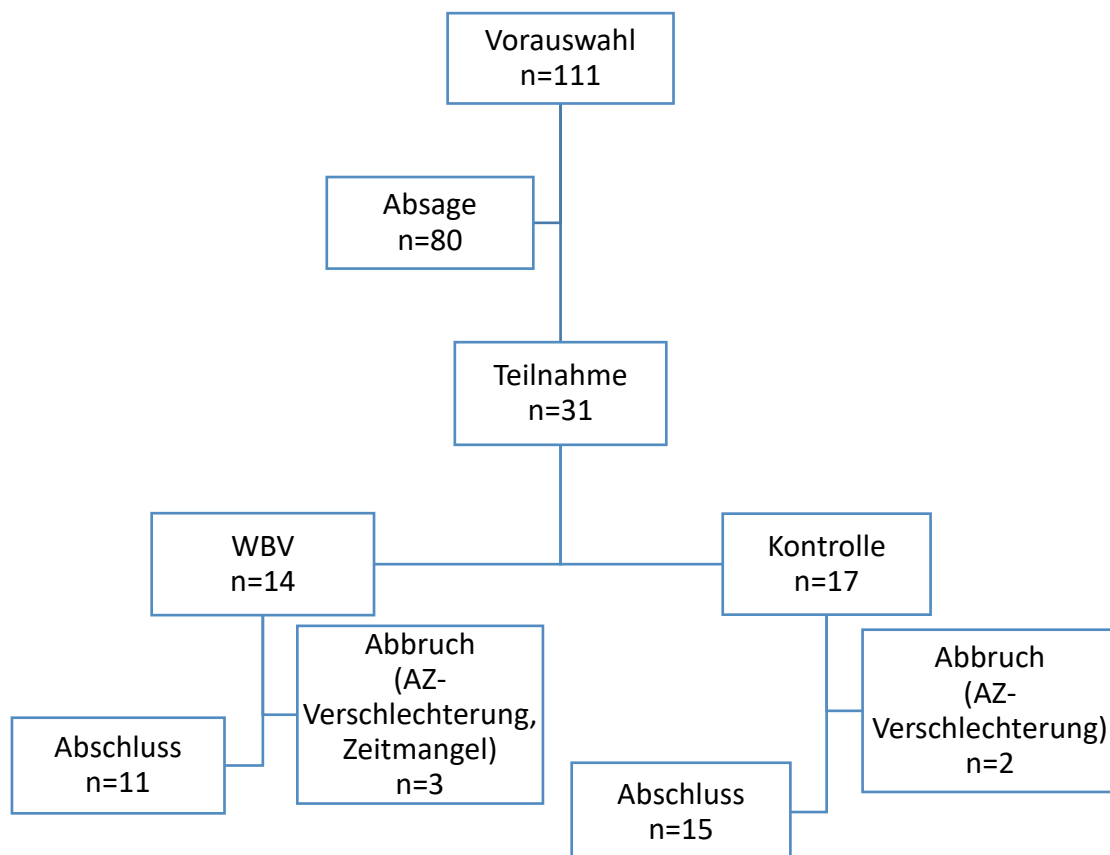 Vorauswahl
n=111
Absage
n=80
Teilnahme
n=31
WBV
n=14
Kontrolle
n=17
Abbruch
(AZ-
Verschlechterung,
Zeitmangel)
n=3
Abschluss
n=11
Abbruch
(AZ-
Verschlechterung)
n=2
Abschluss
n=15